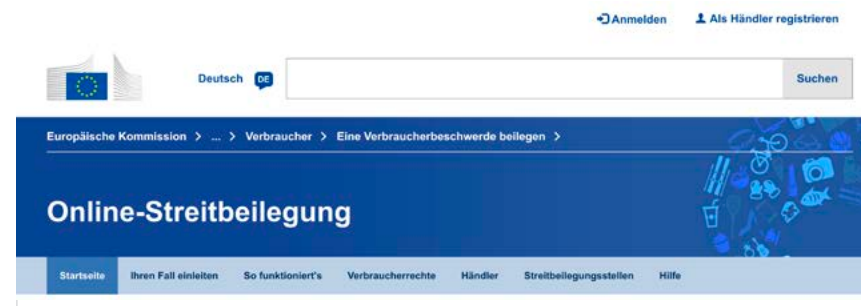 Anmelden Als Händler registrieren
Deutsch DE Suchen
Europäische Kommission > ... > Verbraucher > Eine Verbraucherbeschwerde beilegen >
Online-Streitbeilegung
Startseite Ihren Fall einleiten So funktioniert's Verbraucherrechte Händler Streitbeilegungsstellen Hilfe